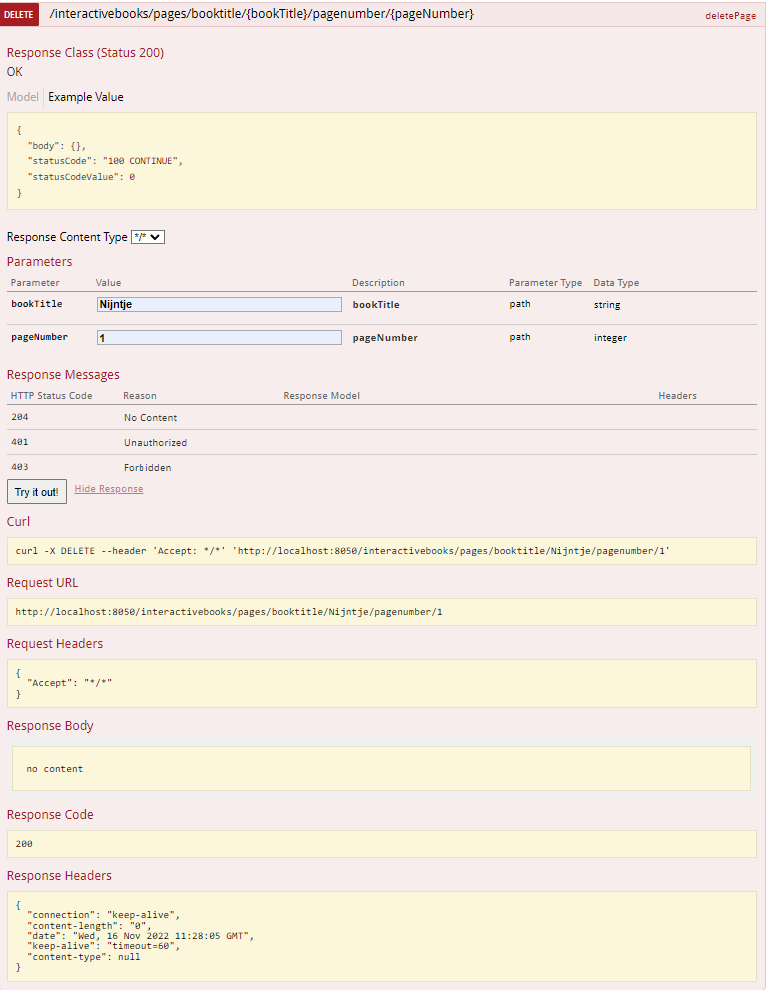 DELETE /interactivebooks/pages/booktitle/{bookTitle}/pagenumber/{pageNumber} deletePage
Response Class (Status 200)
OK
Model Example Value
{
"body": {},
"statusCode": "100 CONTINUE",
"statusCodeValue": 0
}
Response Content Type */*
Parameters
Parameter Value Description Parameter Type Data Type
bookTitle Nijntje bookTitle path string
pageNumber 1 pageNumber path integer
Response Messages
HTTP Status Code Reason Response Model Headers
204 No Content
401 Unauthorized
403 Forbidden
Try it out! Hide Response
Curl
curl -X DELETE --header 'Accept: */*' 'http://localhost:8050/interactivebooks/pages/booktitle/Nijntje/pagenumber/1'
Request URL
http://localhost:8050/interactivebooks/pages/booktitle/Nijntje/pagenumber/1
Request Headers
{
"Accept": "*/*"
}
Response Body
no content
Response Code
200
Response Headers
{
"connection": "keep-alive",
"content-length": "0",
"date": "Wed, 16 Nov 2022 11:28:05 GMT",
"keep-alive": "timeout=60",
"content-type": null
}